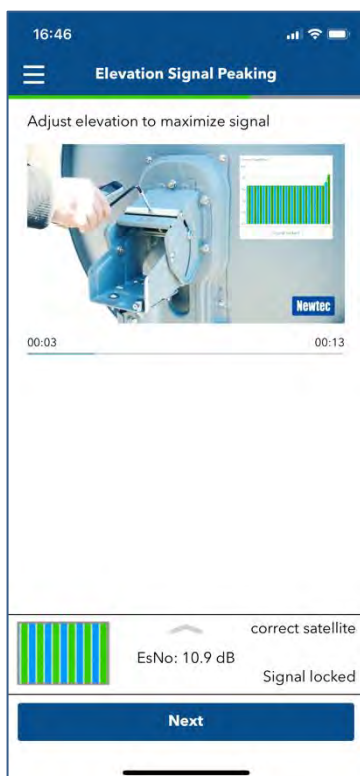 16:46
Elevation Signal Peaking
Adjust elevation to maximize signal
Newtec
00:03
00:13
correct satellite
EsNo: 10.9 dB
Signal locked
Next